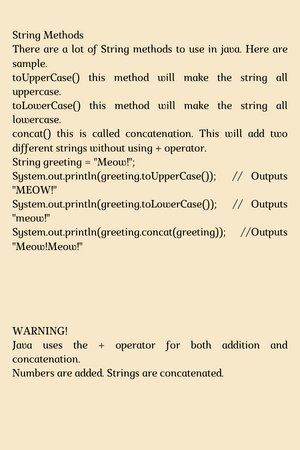 String Methods
There are a lot of String methods to use in java. Here are
sample.
toUpperCase() this method will make the string all
uppercase.
toLowerCase() this method will make the string all
lowercase.
concat() this is called concatenation. This will add two
different strings without using + operator.
String greeting = "Meow!";
System.out.println(greeting.toUpperCase()); // Outputs
"MEOW!"
System.out.println(greeting.toLowerCase()); // Outputs
"meow!"
System.out.println(greeting.concat(greeting)); //Outputs
"Meow!Meow!"
WARNING!
Java uses the + operator for both addition and
concatenation.
Numbers are added. Strings are concatenated.